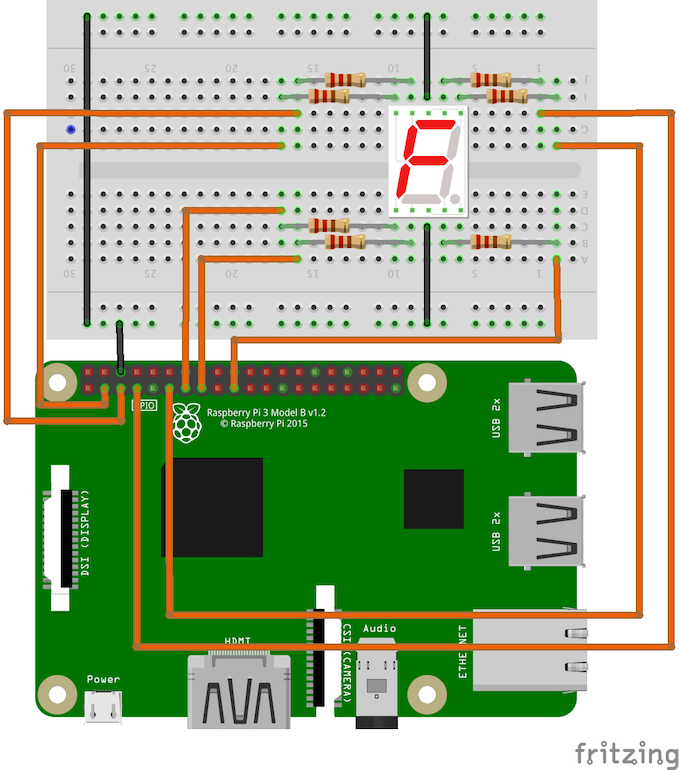 30 25 20 15 10 5 1
J
I
G
E
D
C
B
A
30 25 20 15 10 5 1
GPIO
Raspberry Pi 3 Model B v1.2
© Raspberry Pi 2015
USB 2x
USB 2x
DSI (DISPLAY)
HDMI
CSI (CAMERA)
Audio
ETHERNET
Power
fritzing